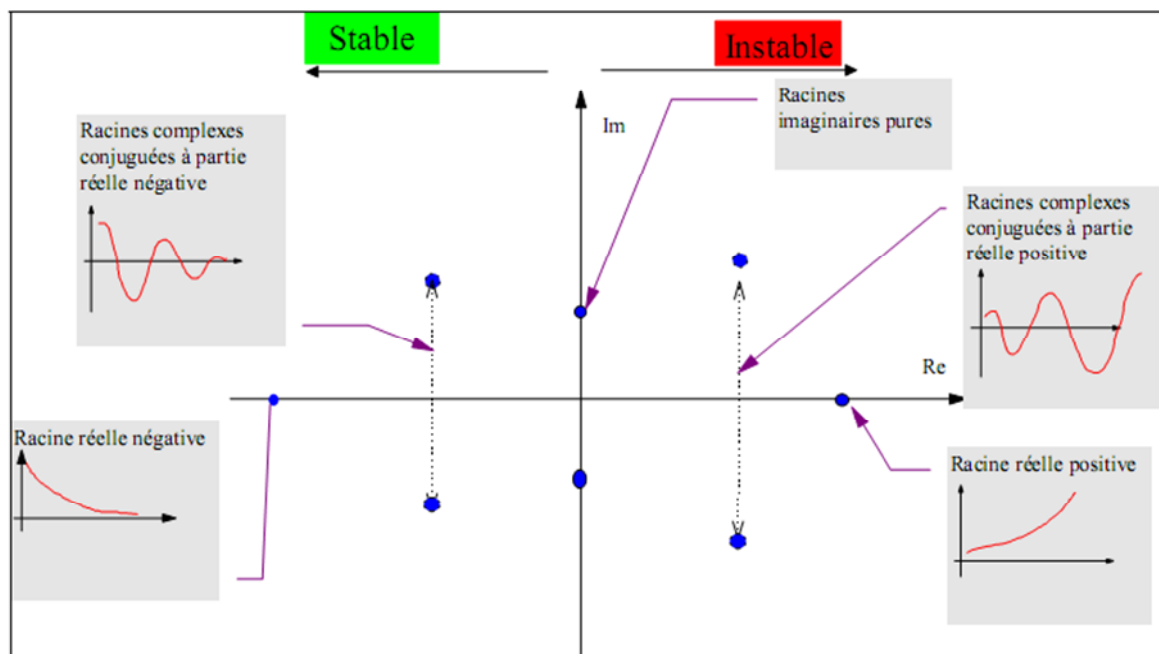 Stable
Instable
Racines
imaginaires pures
Im
Racines complexes
conjuguées à partie
réelle négative
Racines complexes
conjuguées à partie
réelle positive
Re
Racine réelle négative
Racine réelle positive